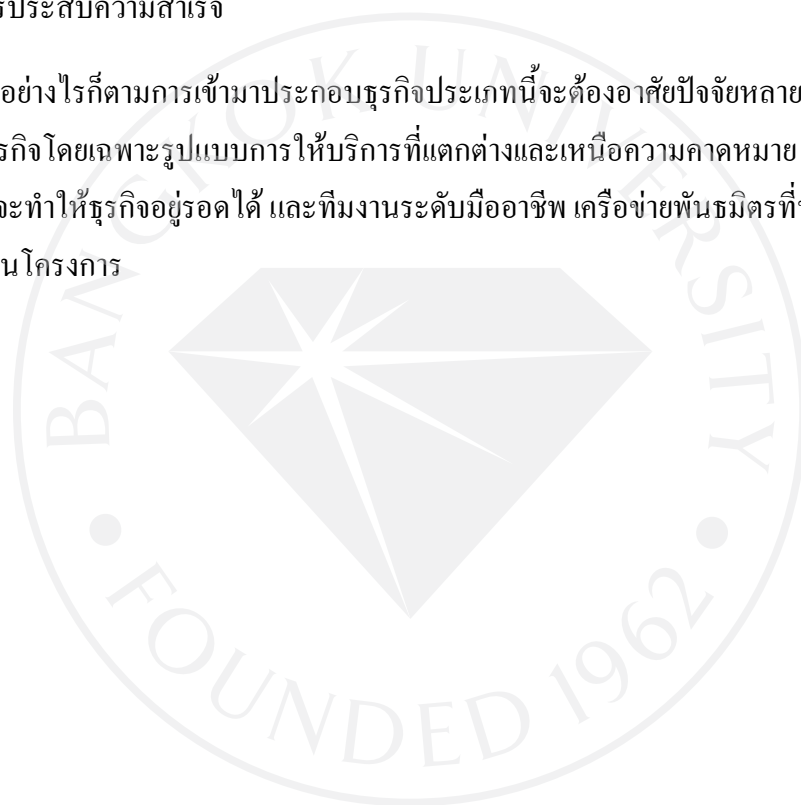 รประสบความสำเร็จ
อย่างไรก็ตามการเข้ามาประกอบธุรกิจประเภทนี้จะต้องอาศัยปัจจัยหลาย
รกิจโดยเฉพาะรูปแบบการให้บริการที่แตกต่างและเหนือความคาดหมาย
จะทำให้ธุรกิจอยู่รอดได้ และทีมงานระดับมืออาชีพ เครือข่ายพันธมิตรที่
นโครงการ
BANGKOK UNIVERSITY
FOUNDED 1962